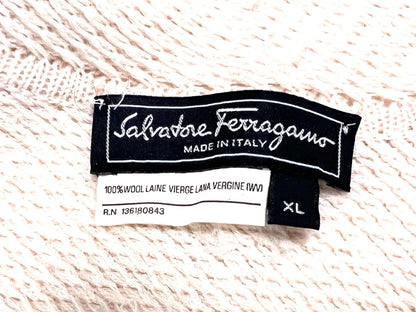 Salvatore Ferragamo
MADE IN ITALY
100% WOOL LAINE VIERGE LANA VERGINE (WV)
R.N 136180843
XL